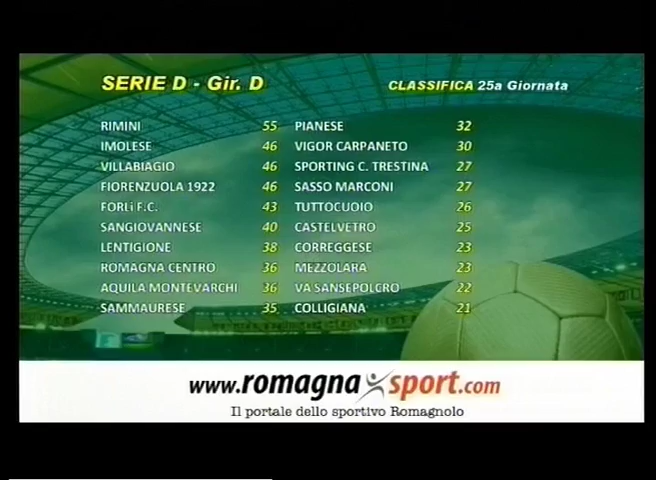 SERIE D - Gir. D
CLASSIFICA 25a Giornata
RIMINI 55 PIANESE 32
IMOLESE 46 VIGOR CARPANETO 30
VILLABIAGIO 46 SPORTING C. TRESTINA 27
FIORENZUOLA 1922 46 SASSO MARCONI 27
FORLì F.C. 43 TUTTOCUOIO 26
SANGIOVANNESE 40 CASTELVETRO 25
LENTIGIONE 38 CORREGGESE 23
ROMAGNA CENTRO 36 MEZZOLARA 23
AQUILA MONTEVARCHI 36 VA SANSEPOLCRO 22
SAMMAURESE 35 COLLIGIANA 21
www.romagnasport.com
Il portale dello sportivo Romagnolo